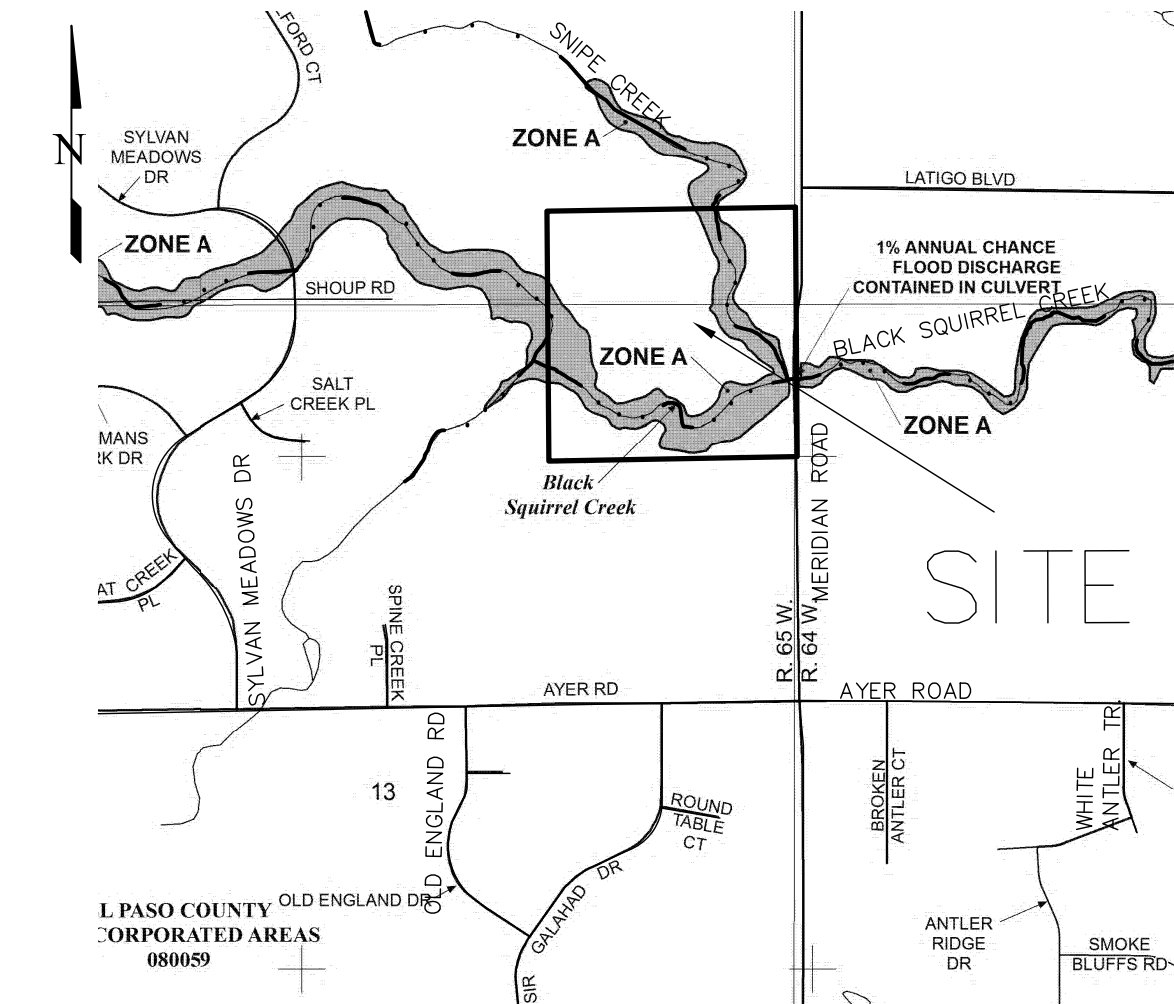 LFORD CT
SNIPE CREEK
N
SYLVAN
MEADOWS
DR
ZONE A
LATIGO BLVD
ZONE A
1% ANNUAL CHANCE
FLOOD DISCHARGE
CONTAINED IN CULVERT
SHOUP RD
BLACK SQUIRREL CREEK
ZONE A
SALT
CREEK PL
ZONE A
MANS
RK DR
Black
Squirrel Creek
SYLVAN MEADOWS DR
MERIDIAN ROAD
SITE
AT CREEK
PL
SPINE CREEK
PL
R. 65 W.
R. 64 W.
AYER RD
AYER ROAD
OLD ENGLAND RD
13
ROUND
TABLE
CT
BROKEN
ANTLER CT
WHITE
ANTLER TR.
OLD ENGLAND DR
SIR GALAHAD DR
L PASO COUNTY
CORPORATED AREAS
080059
ANTLER
RIDGE
DR
SMOKE
BLUFFS RD